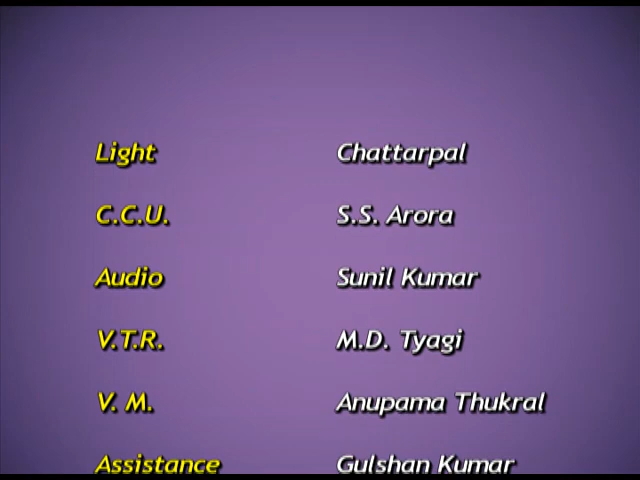 Light Chattarpal
C.C.U. S.S. Arora
Audio Sunil Kumar
V.T.R. M.D. Tyagi
V. M. Anupama Thukral
Assistance Gulshan Kumar